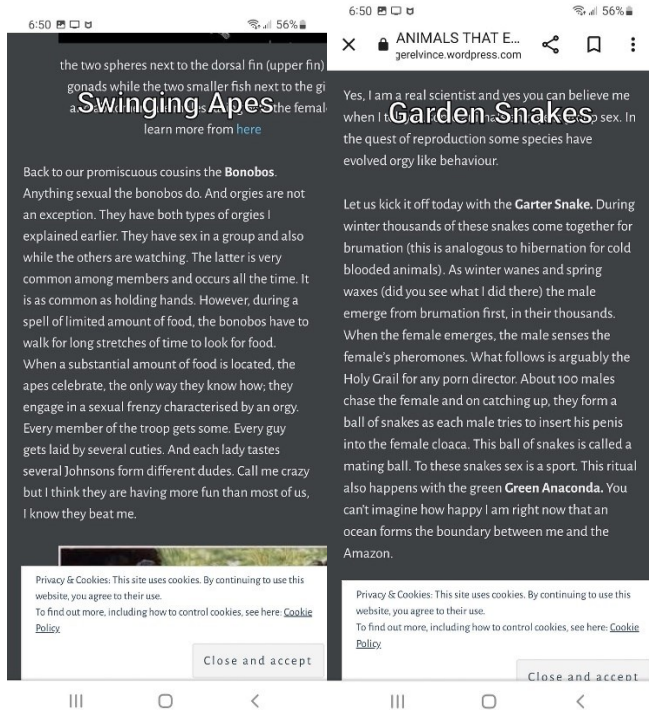 6:50 56%
the two spheres next to the dorsal fin (upper fin)
gonads while the two smaller fish next to the gi
Swinging Apes
the female
learn more from here
Back to our promiscuous cousins the Bonobos.
Anything sexual the bonobos do. And orgies are not
an exception. They have both types of orgies I
explained earlier. They have sex in a group and also
while the others are watching. The latter is very
common among members and occurs all the time. It
is as common as holding hands. However, during a
spell of limited amount of food, the bonobos have to
walk for long stretches of time to look for food.
When a substantial amount of food is located, the
apes celebrate, the only way they know how; they
engage in a sexual frenzy characterised by an orgy.
Every member of the troop gets some. Every guy
gets laid by several cuties. And each lady tastes
several Johnsons form different dudes. Call me crazy
but I think they are having more fun than most of us,
I know they beat me.
Privacy & Cookies: This site uses cookies. By continuing to use this
website, you agree to their use.
To find out more, including how to control cookies, see here: Cookie
Policy
Close and accept
6:50 56%
ANIMALS THAT E...
gerelvince.wordpress.com
Yes, I am a real scientist and yes you can believe me
when I
Garden Snakes
sex. In
the quest of reproduction some species have
evolved orgy like behaviour.
Let us kick it off today with the Garter Snake. During
winter thousands of these snakes come together for
brumation (this is analogous to hibernation for cold
blooded animals). As winter wanes and spring
waxes (did you see what I did there) the male
emerge from brumation first, in their thousands.
When the female emerges, the male senses the
female's pheromones. What follows is arguably the
Holy Grail for any porn director. About 100 males
chase the female and on catching up, they form a
ball of snakes as each male tries to insert his penis
into the female cloaca. This ball of snakes is called a
mating ball. To these snakes sex is a sport. This ritual
also happens with the green Green Anaconda. You
can't imagine how happy I am right now that an
ocean forms the boundary between me and the
Amazon.
Privacy & Cookies: This site uses cookies. By continuing to use this
website, you agree to their use.
To find out more, including how to control cookies, see here: Cookie
Policy
Close and accept